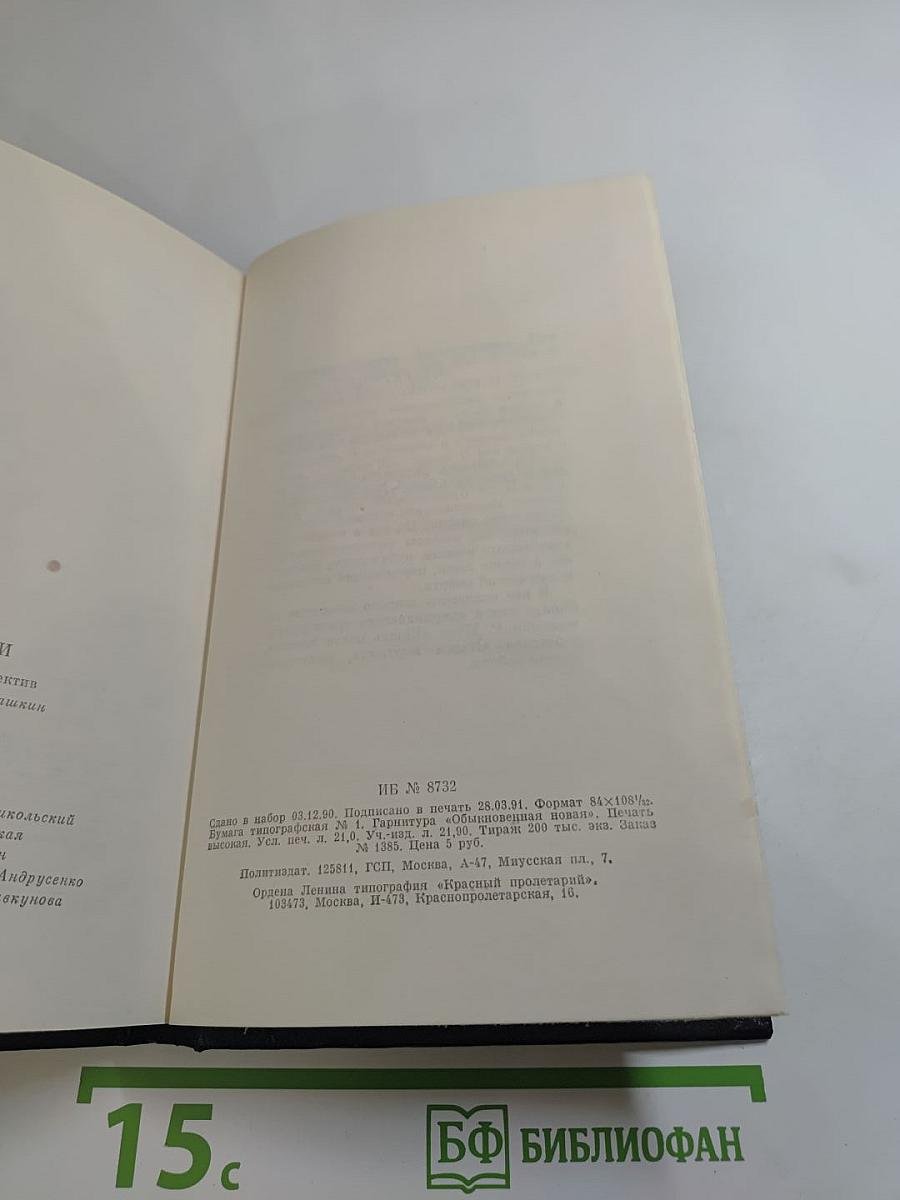 И
ектив
ашкин
икольский
кая
н
Андрусенко
вкунова
ИБ № 8732
Сдано в набор 03.12.90. Подписано в печать 28.03.91. Формат 84×108¹/₃₂.
Бумага типографская № 1. Гарнитура «Обыкновенная новая». Печать
высокая. Усл. печ. л. 21,0. Уч.-изд. л. 21,90. Тираж 200 тыс. экз. Заказ
№ 1385. Цена 5 руб.
Политиздат. 125811, ГСП, Москва, А-47, Миусская пл., 7.
Ордена Ленина типография «Красный пролетарий».
103473, Москва, И-473, Краснопролетарская, 16.
15 с
БФ БИБЛИОФАН